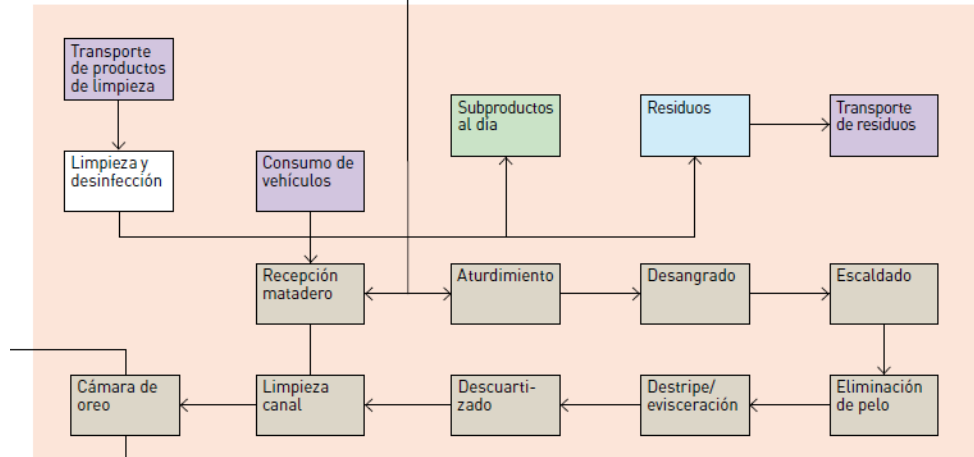 Transporte
de productos
de limpieza
Subproductos
al día
Residuos
Transporte
de residuos
Limpieza y
desinfección
Consumo de
vehículos
Recepción
matadero
Aturdimiento
Desangrado
Escaldado
Cámara de
oreo
Limpieza
canal
Descuarti-
zado
Destripe/
evisceración
Eliminación
de pelo